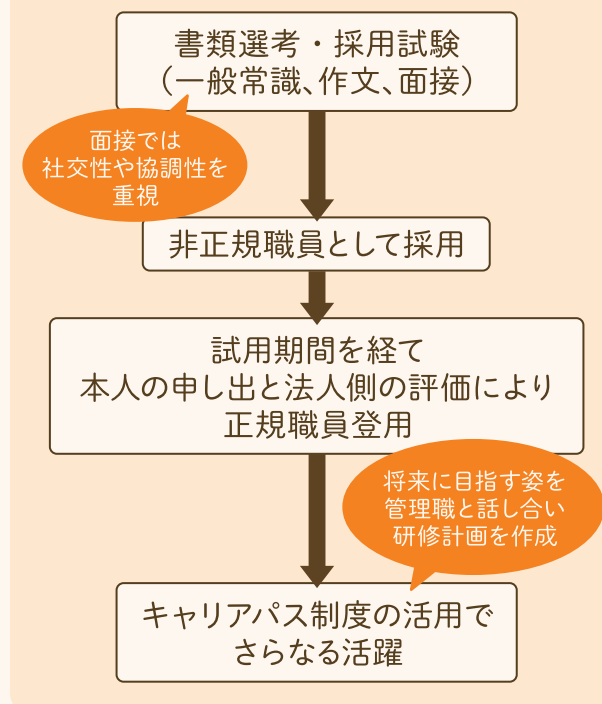 書類選考・採用試験
（一般常識、作文、面接）
面接では
社交性や協調性を
重視
非正規職員として採用
試用期間を経て
本人の申し出と法人側の評価により
正規職員登用
将来に目指す姿を
管理職と話し合い
研修計画を作成
キャリアパス制度の活用で
さらなる活躍